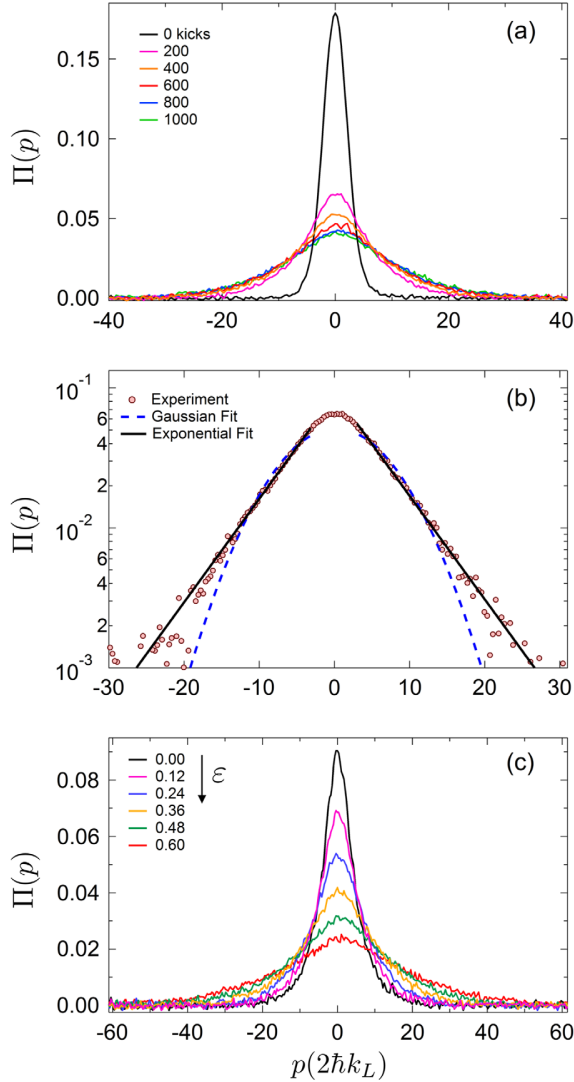 (a)
0 kicks
200
400
600
800
1000
Π(p)
0.15
0.10
0.05
0.00
-40 -20 0 20 40
(b)
Experiment
Gaussian Fit
Exponential Fit
Π(p)
10⁻¹
6
4
2
10⁻²
6
4
2
10⁻³
-30 -20 -10 0 10 20 30
(c)
0.00
0.12
0.24
0.36
0.48
0.60
ε
Π(p)
0.08
0.06
0.04
0.02
0.00
-60 -40 -20 0 20 40 60
p(2ħk_L)